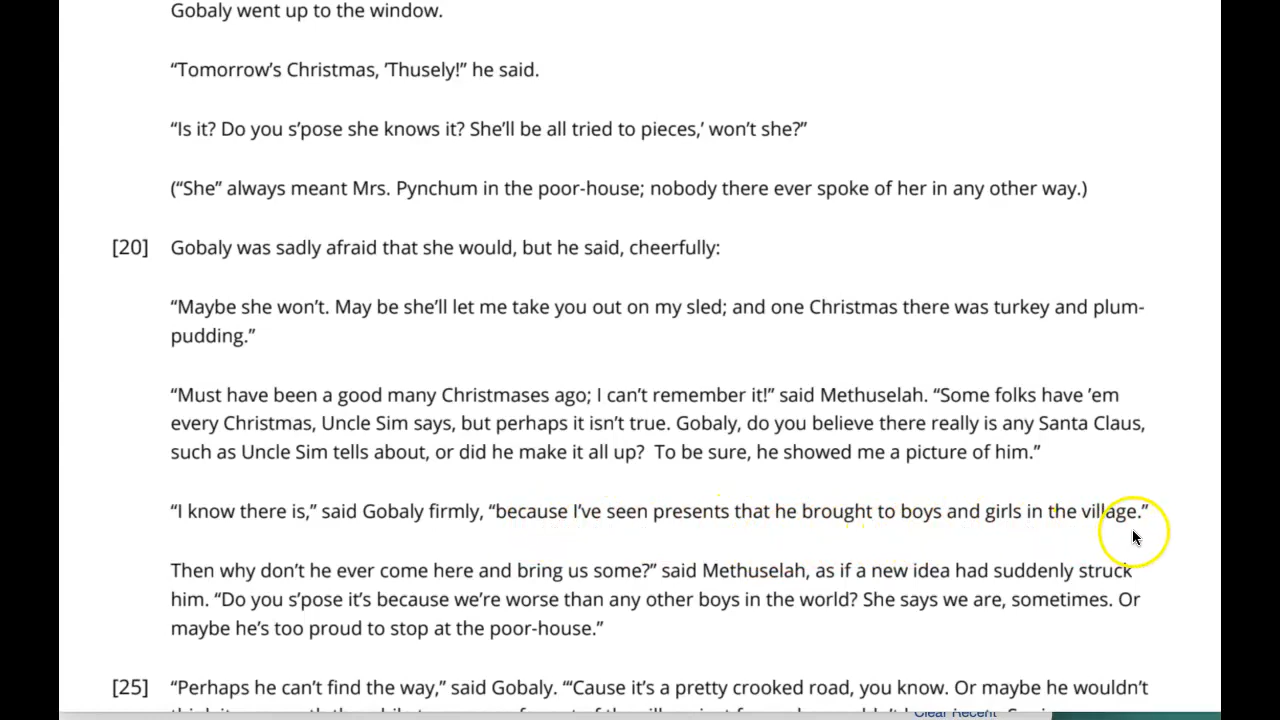 Gobaly went up to the window.
“Tomorrow’s Christmas, ’Thusely!” he said.
“Is it? Do you s’pose she knows it? She’ll be all tried to pieces,’ won’t she?”
(“She” always meant Mrs. Pynchum in the poor-house; nobody there ever spoke of her in any other way.)
[20] Gobaly was sadly afraid that she would, but he said, cheerfully:
“Maybe she won’t. May be she’ll let me take you out on my sled; and one Christmas there was turkey and plum-
pudding.”
“Must have been a good many Christmases ago; I can’t remember it!” said Methuselah. “Some folks have ’em
every Christmas, Uncle Sim says, but perhaps it isn’t true. Gobaly, do you believe there really is any Santa Claus,
such as Uncle Sim tells about, or did he make it all up?  To be sure, he showed me a picture of him.”
“I know there is,” said Gobaly firmly, “because I’ve seen presents that he brought to boys and girls in the village.”
Then why don’t he ever come here and bring us some?” said Methuselah, as if a new idea had suddenly struck
him. “Do you s’pose it’s because we’re worse than any other boys in the world? She says we are, sometimes. Or
maybe he’s too proud to stop at the poor-house.”
[25] “Perhaps he can’t find the way,” said Gobaly. “‘Cause it’s a pretty crooked road, you know. Or maybe he wouldn’t
Clear Recent